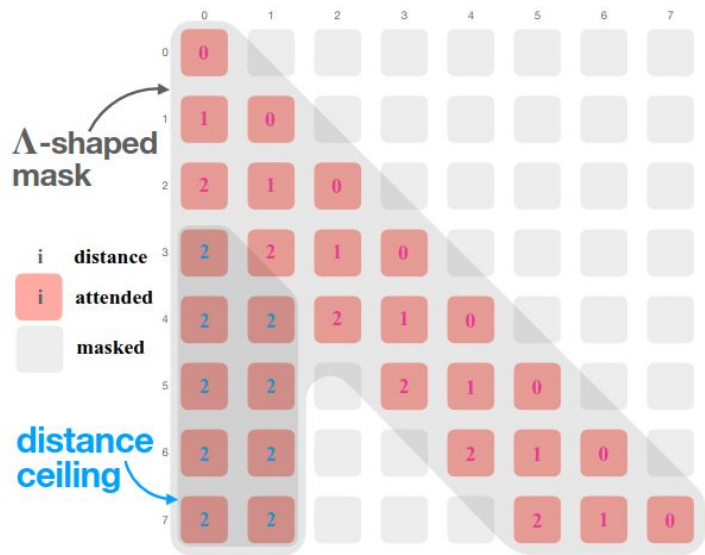 0 1 2 3 4 5 6 7
0 0
1 1 0
Λ-shaped
mask
2 2 1 0
3 2 2 1 0
i distance
i attended
4 2 2 2 1 0
masked
5 2 2 2 1 0
distance
ceiling
6 2 2 2 1 0
7 2 2 2 1 0